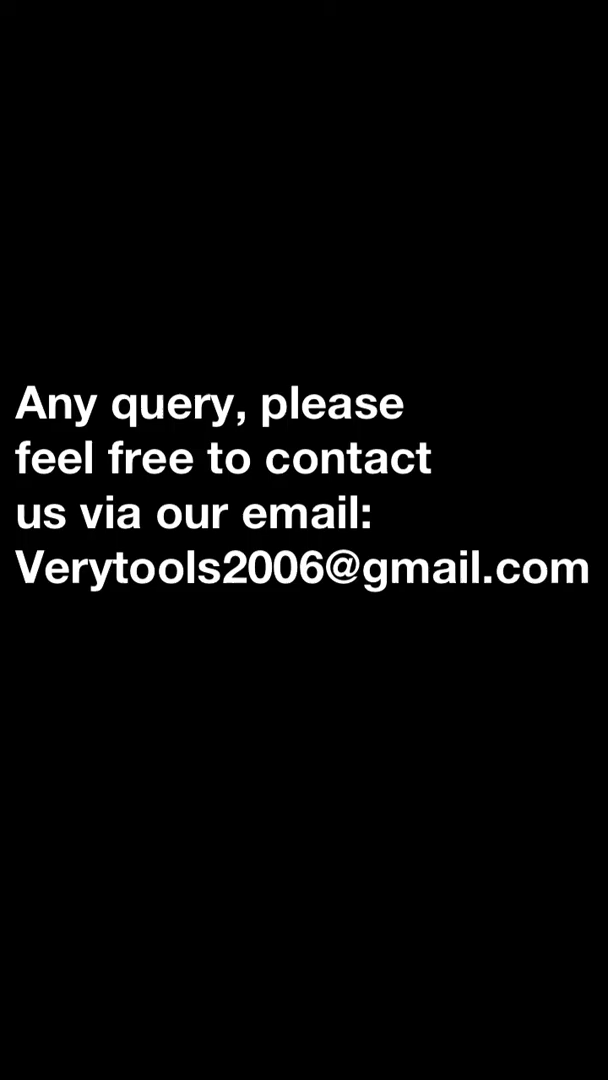 Any query, please
feel free to contact
us via our email:
Verytools2006@gmail.com